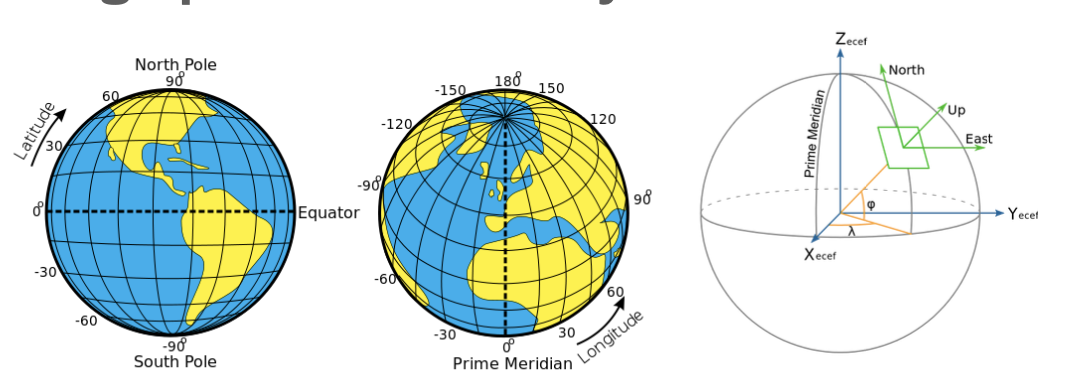 North Pole
90°
60
30
0°
-30
-60
-90°
South Pole
Latitude
Equator
180°
150
120
90°
60
30
0°
-30
-60
-90°
-120
-150
Prime Meridian
Longitude
Zecef
North
Up
East
Prime Meridian
φ
λ
Yecef
Xecef